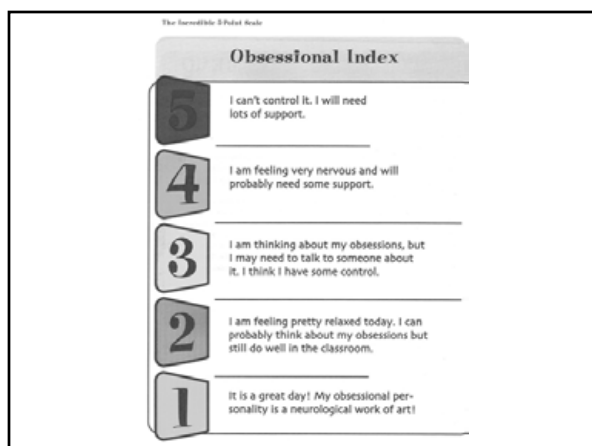 The Incredible 5-Point Scale
Obsessional Index
5
I can't control it. I will need
lots of support.
4
I am feeling very nervous and will
probably need some support.
3
I am thinking about my obsessions, but
I may need to talk to someone about
it. I think I have some control.
2
I am feeling pretty relaxed today. I can
probably think about my obsessions but
still do well in the classroom.
1
It is a great day! My obsessional per-
sonality is a neurological work of art!